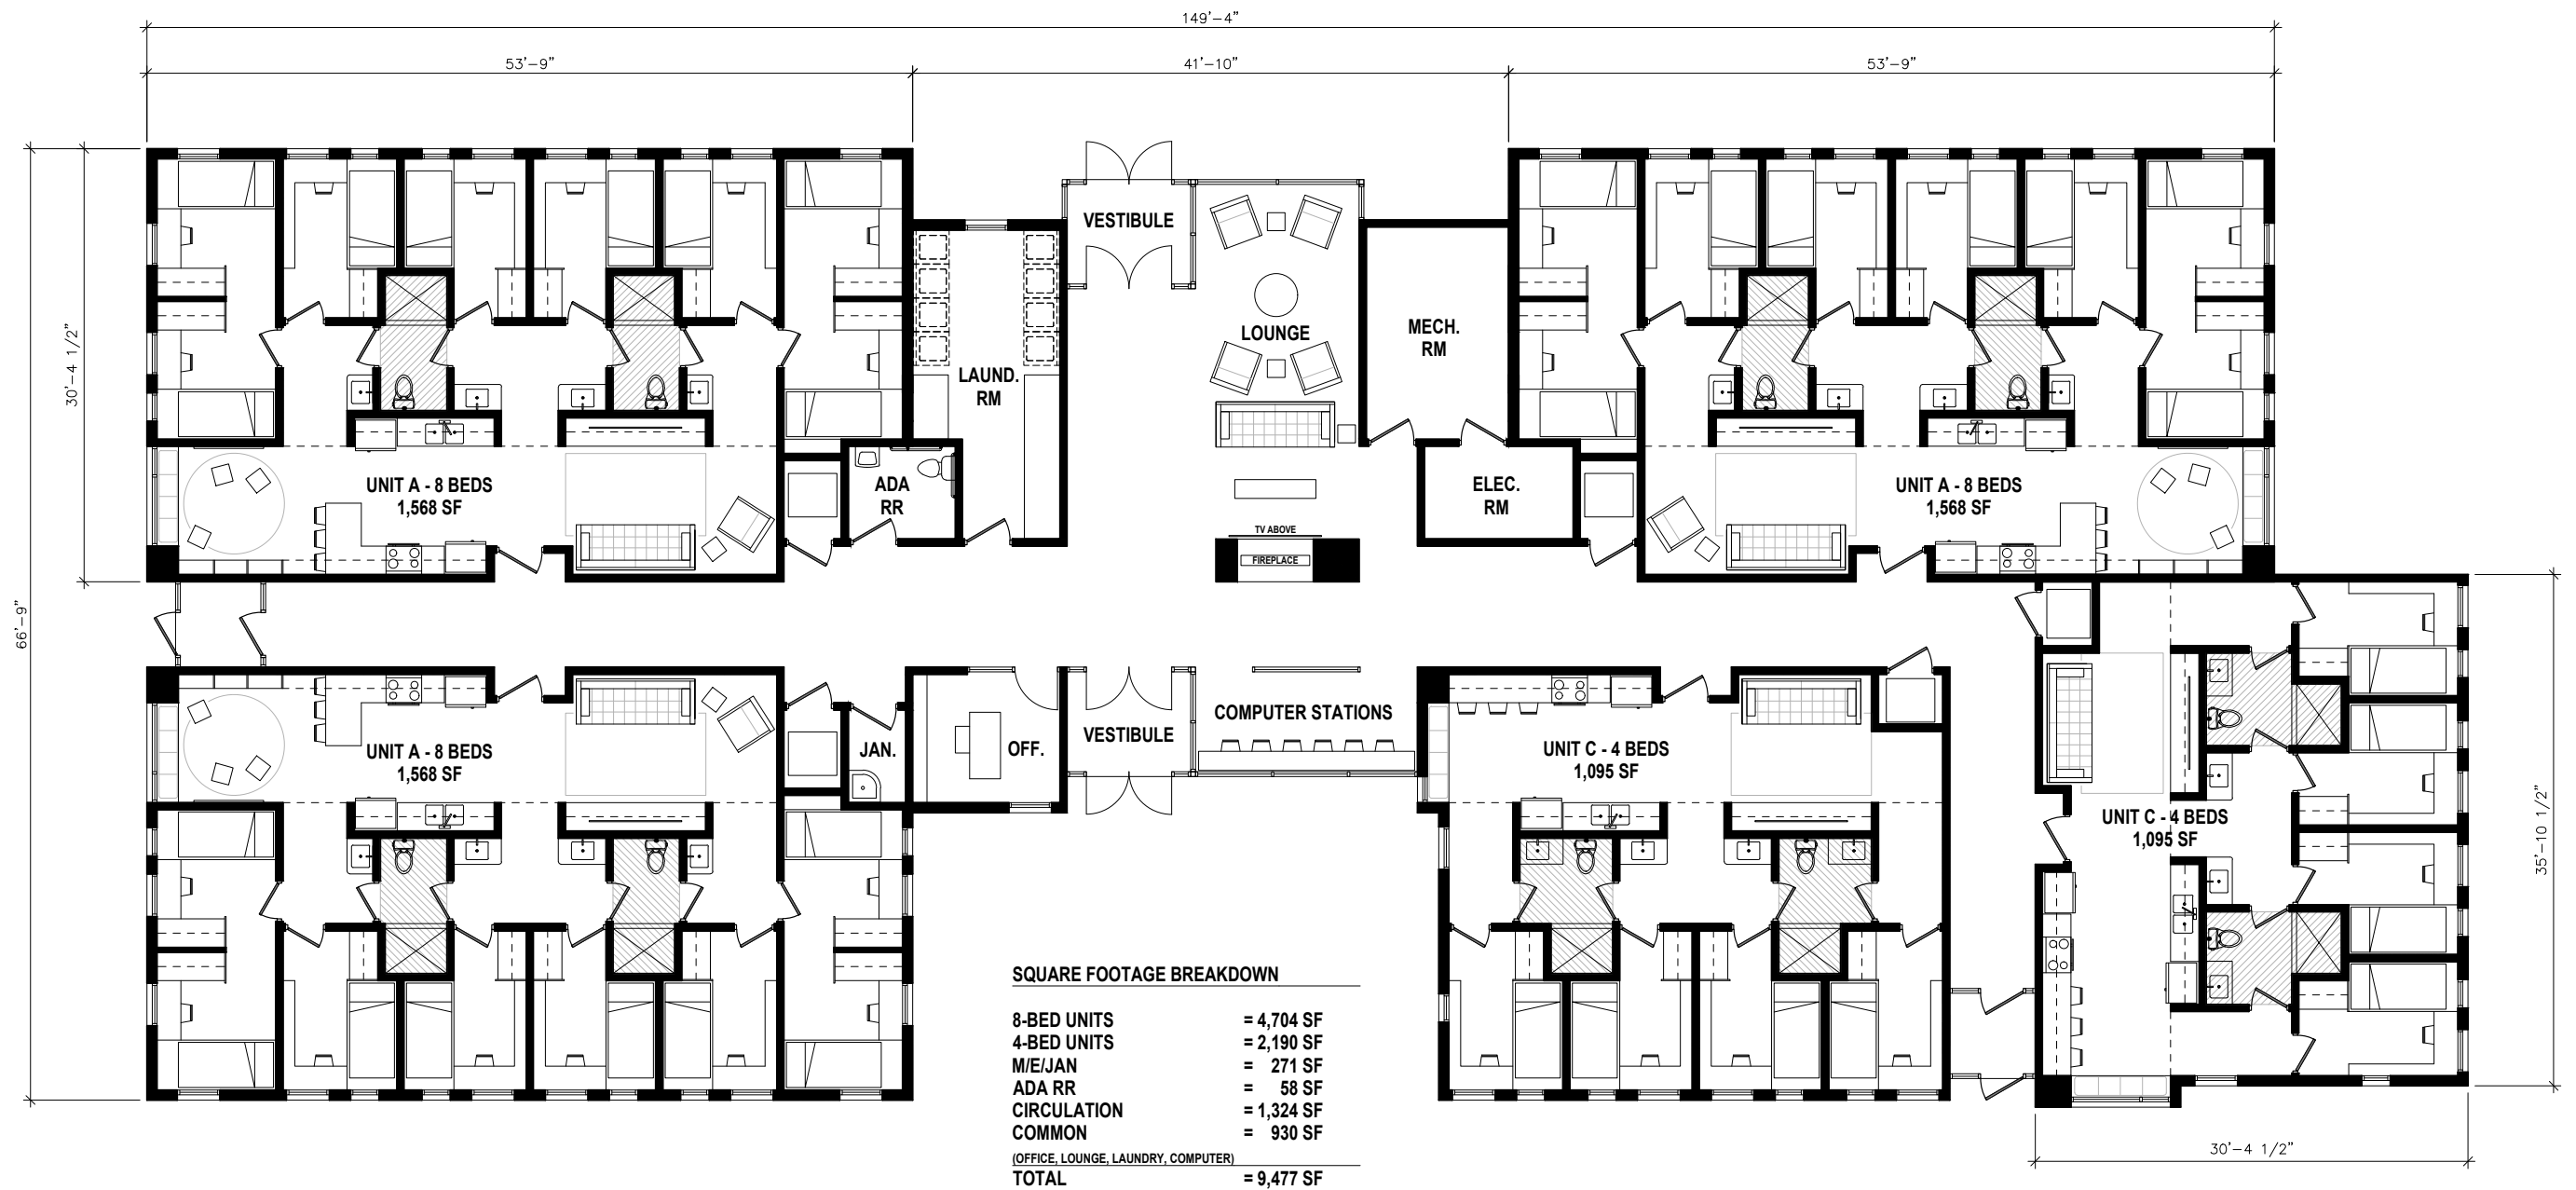 149'-4"
53'-9"
41'-10"
53'-9"
66'-9"
30'-4 1/2"
VESTIBULE
LOUNGE
MECH.
RM
LAUND.
RM
UNIT A - 8 BEDS
1,568 SF
ADA
RR
ELEC.
RM
UNIT A - 8 BEDS
1,568 SF
TV ABOVE
FIREPLACE
UNIT A - 8 BEDS
1,568 SF
JAN.
OFF.
VESTIBULE
COMPUTER STATIONS
UNIT C - 4 BEDS
1,095 SF
UNIT C - 4 BEDS
1,095 SF
35'-10 1/2"
30'-4 1/2"
SQUARE FOOTAGE BREAKDOWN
8-BED UNITS = 4,704 SF
4-BED UNITS = 2,190 SF
M/E/JAN = 271 SF
ADA RR = 58 SF
CIRCULATION = 1,324 SF
COMMON = 930 SF
(OFFICE, LOUNGE, LAUNDRY, COMPUTER)
TOTAL = 9,477 SF